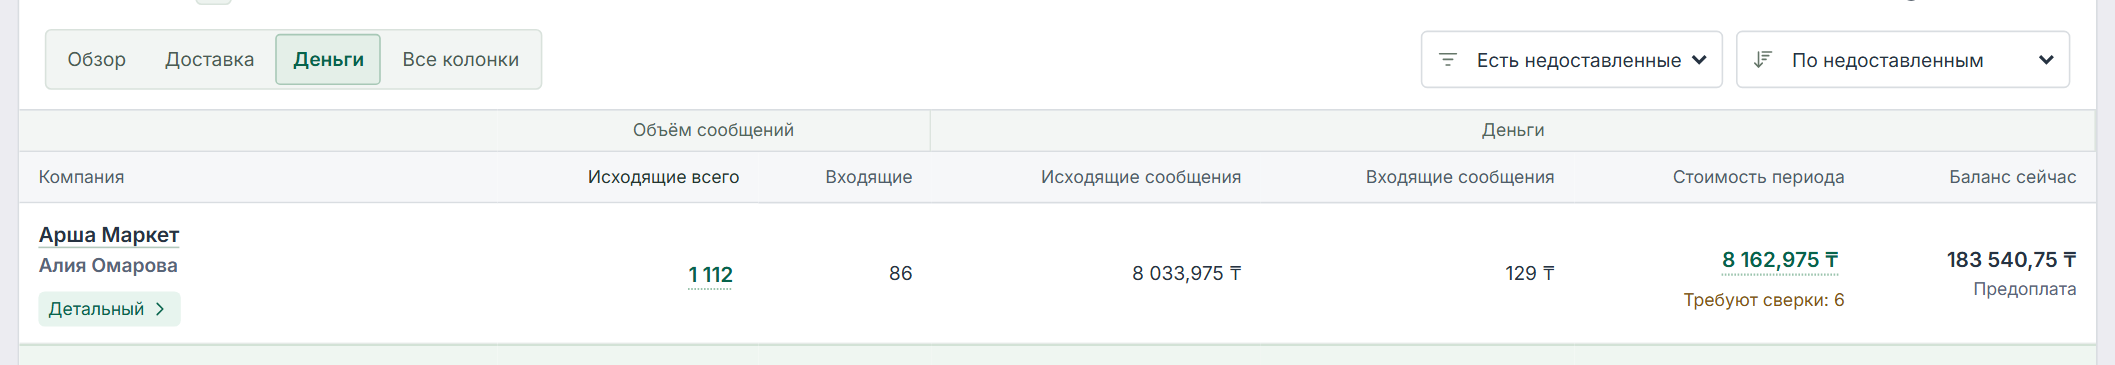 Обзор Доставка Деньги Все колонки Есть недоставленные По недоставленным
Объём сообщений Деньги
Компания Исходящие всего Входящие Исходящие сообщения Входящие сообщения Стоимость периода Баланс сейчас
Арша Маркет
Алия Омарова
Детальный
1 112 86 8 033,975 ₸ 129 ₸ 8 162,975 ₸ 183 540,75 ₸
Требуют сверки: 6 Предоплата